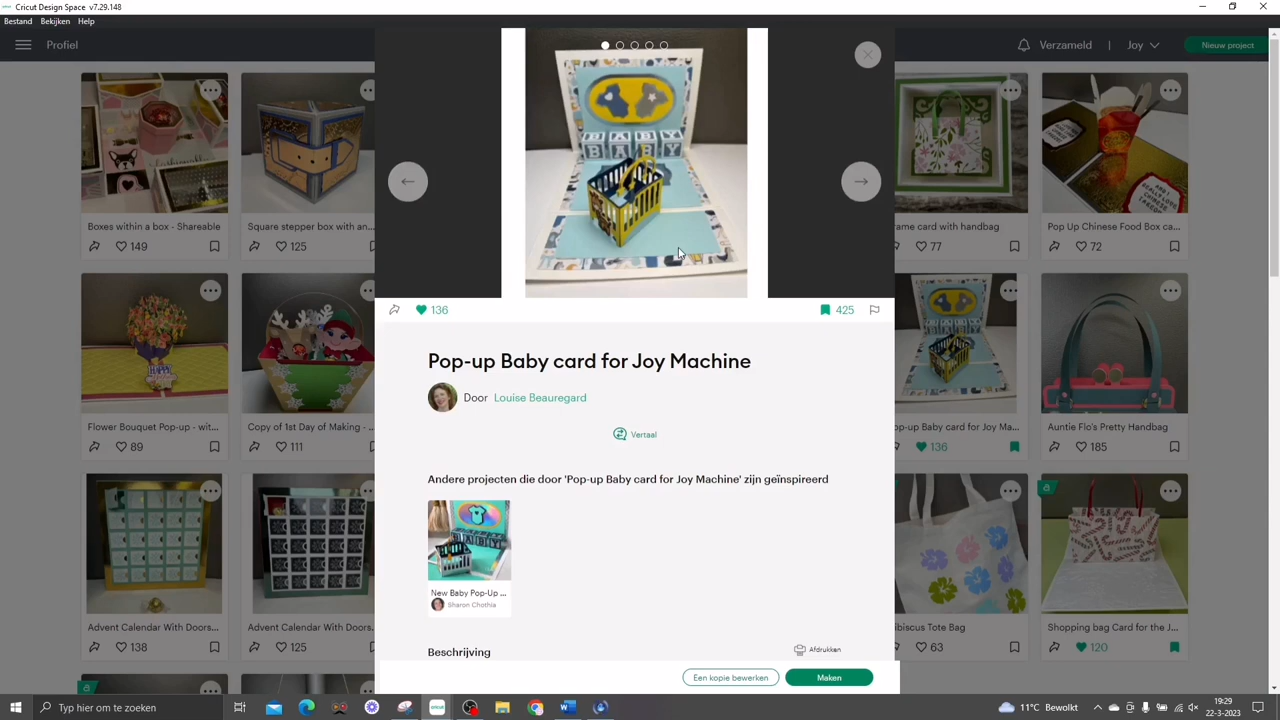 Cricut Design Space v7.29.148
Bestand Bekijken Help
Profiel
Verzameld | Joy
Nieuw project
BABY
BABY
Boxes within a box - Shareable
149
Square stepper box with an...
125
rame card with handbag
77
Pop Up Chinese Food Box ca...
72
136
425
Pop-up Baby card for Joy Machine
Door Louise Beauregard
Vertaal
Andere projecten die door 'Pop-up Baby card for Joy Machine' zijn geïnspireerd
New Baby Pop-Up ...
Sharon Chothia
Beschrijving
Afdrukken
Een kopie bewerken
Maken
Flower Bouquet Pop-up - wit...
89
Copy of 1st Day of Making - ...
111
op-up Baby card for Joy Ma...
136
Auntie Flo's Pretty Handbag
185
Advent Calendar With Doors...
138
Advent Calendar With Doors...
125
ibiscus Tote Bag
63
Shopping bag Card for the J...
120
Typ hier om te zoeken
11°C Bewolkt
19:29
22-3-2023